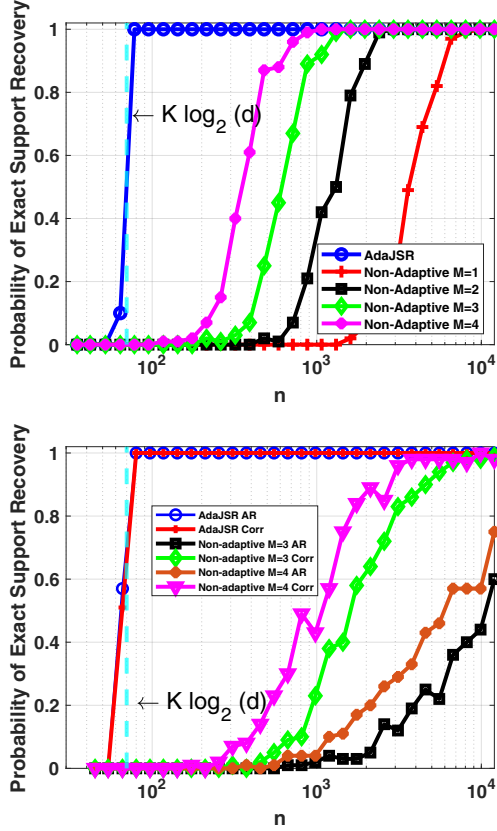 Probability of Exact Support Recovery
1
0.8
0.6
0.4
0.2
0
← K log2 (d)
AdaJSR
Non-Adaptive M=1
Non-Adaptive M=2
Non-Adaptive M=3
Non-Adaptive M=4
10^2
10^3
10^4
n
Probability of Exact Support Recovery
1
0.8
0.6
0.4
0.2
0
AdaJSR AR
AdaJSR Corr
Non-adaptive M=3 AR
Non-adaptive M=3 Corr
Non-adaptive M=4 AR
Non-adaptive M=4 Corr
← K log2 (d)
10^2
10^3
10^4
n